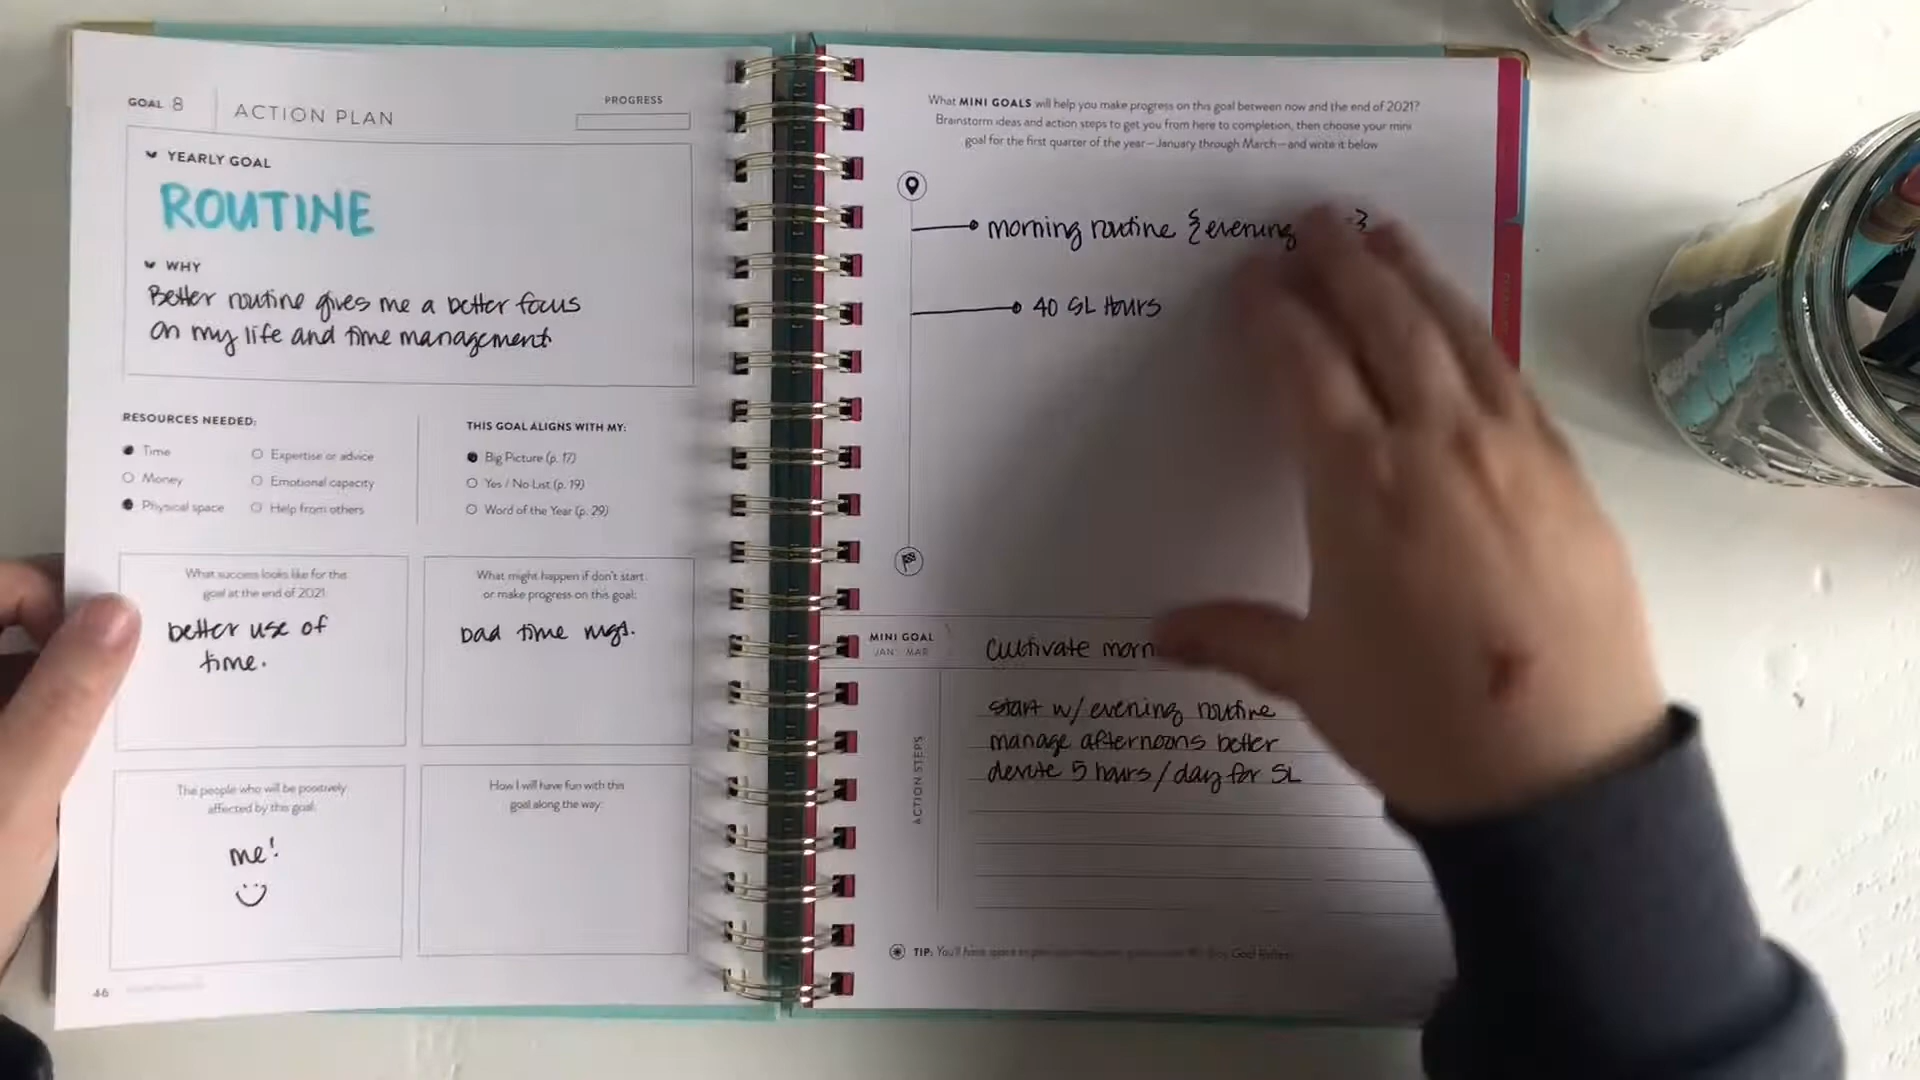 GOAL 8
ACTION PLAN
PROGRESS
YEARLY GOAL
ROUTINE
WHY
Better routine gives me a better focus
on my life and time management
RESOURCES NEEDED:
Time
Expertise or advice
Money
Emotional capacity
Physical space
Help from others
THIS GOAL ALIGNS WITH MY:
Big Picture (p. 17)
Yes / No List (p. 19)
Word of the Year (p. 29)
What success looks like for this
goal at the end of 2021:
better use of
time.
What might happen if don't start
or make progress on this goal:
bad time mgt.
The people who will be positively
affected by this goal:
me!
How I will have fun with this
goal along the way:
46
What MINI GOALS will help you make progress on this goal between now and the end of 2021?
Brainstorm ideas and action steps to get you from here to completion, then choose your mini
goal for the first quarter of the year—January through March—and write it below
morning routine {evening
40 SL Hours
MINI GOAL
JAN - MAR
cultivate morn
ACTION STEPS
start w/ evening routine
manage afternoons better
devote 5 hours/day for SL
TIP: You'll have space to